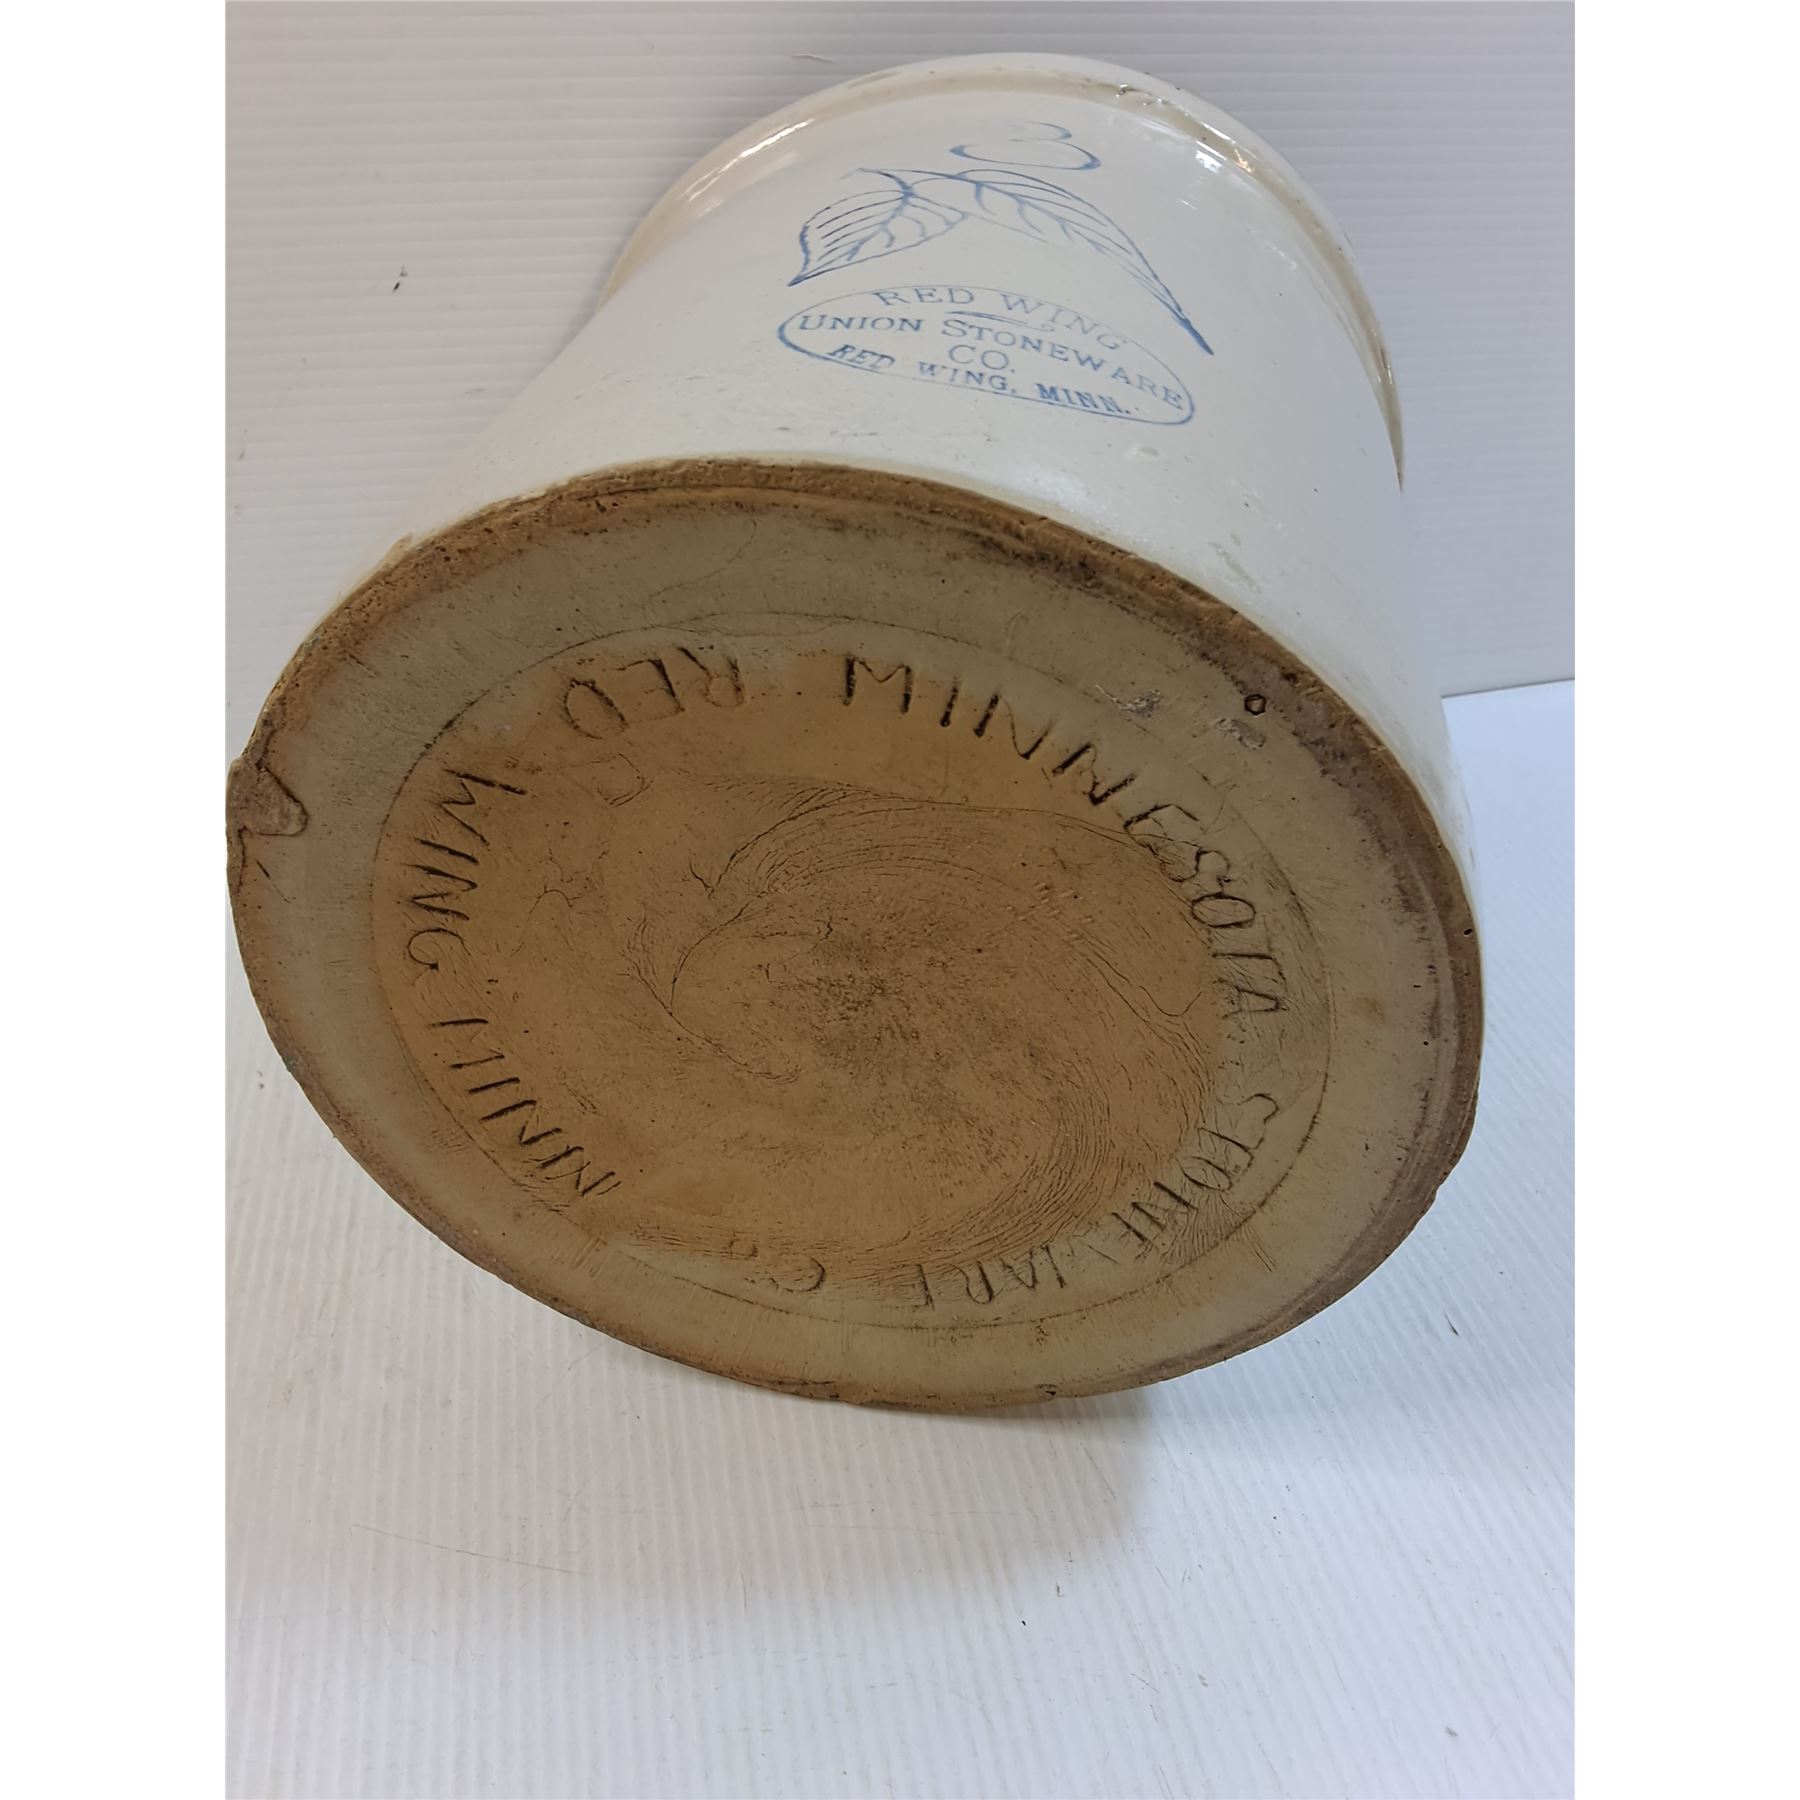 3
RED WING
UNION STONEWARE
CO.
RED WING, MINN.
MINNESOTA STONEWARE CO
RED WING MINN